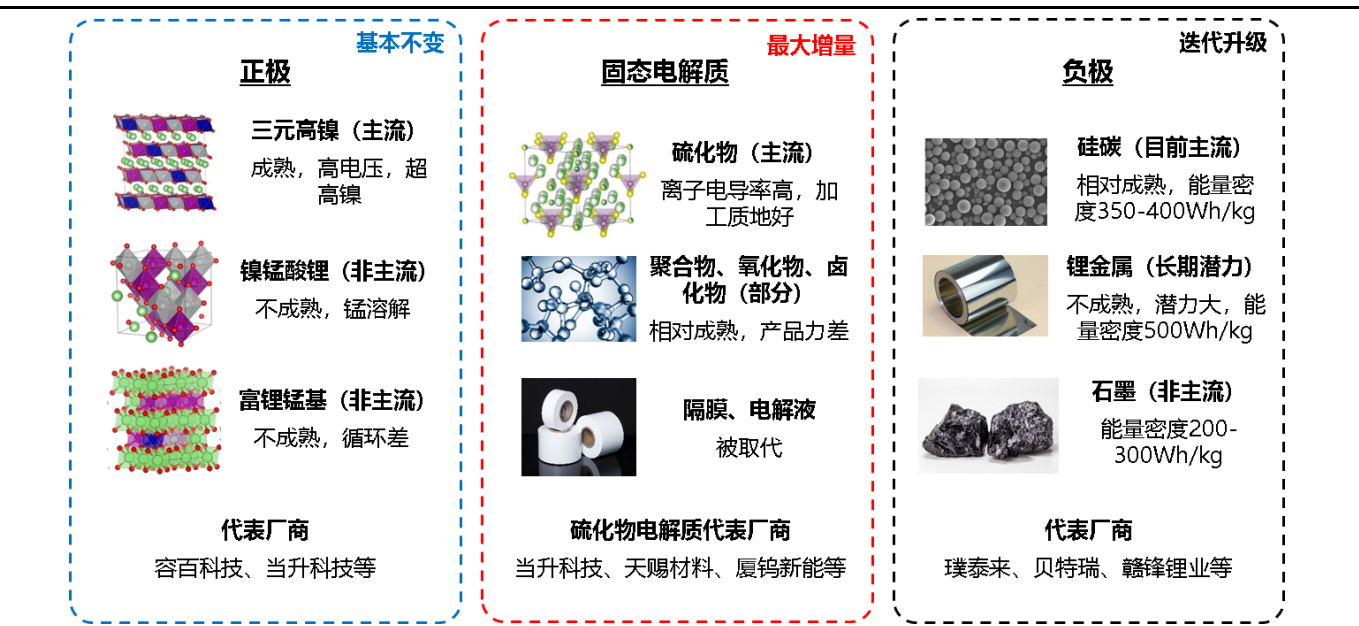 基本不变
正极
三元高镍（主流）
成熟，高电压，超
高镍
镍锰酸锂（非主流）
不成熟，锰溶解
富锂锰基（非主流）
不成熟，循环差
代表厂商
容百科技、当升科技等
最大增量
固态电解质
硫化物（主流）
离子电导率高，加
工质地好
聚合物、氧化物、卤
化物（部分）
相对成熟，产品力差
隔膜、电解液
被取代
硫化物电解质代表厂商
当升科技、天赐材料、厦钨新能等
迭代升级
负极
硅碳（目前主流）
相对成熟，能量密
度350-400Wh/kg
锂金属（长期潜力）
不成熟，潜力大，能
量密度500Wh/kg
石墨（非主流）
能量密度200-
300Wh/kg
代表厂商
璞泰来、贝特瑞、赣锋锂业等